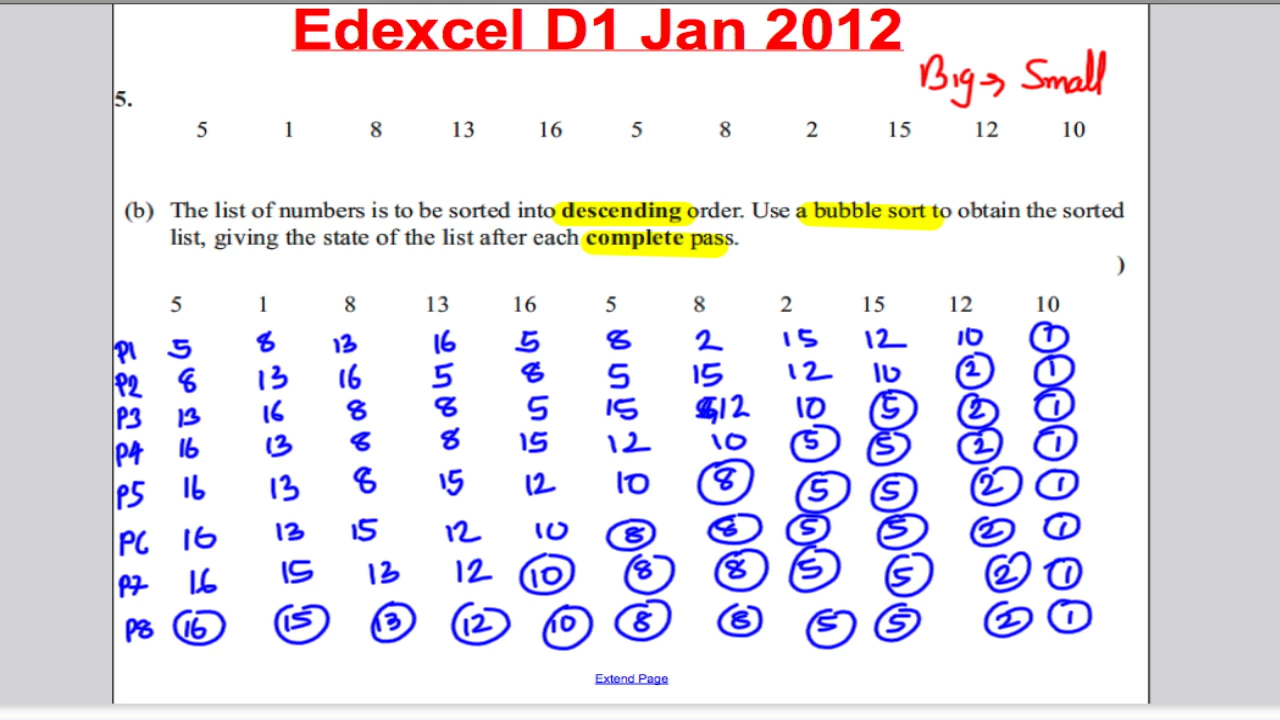 Edexcel D1 Jan 2012
Big → Small
5.
5 1 8 13 16 5 8 2 15 12 10
(b) The list of numbers is to be sorted into descending order. Use a bubble sort to obtain the sorted
list, giving the state of the list after each complete pass.
)
5 1 8 13 16 5 8 2 15 12 10
P1 5 8 13 16 5 8 2 15 12 10 1
P2 8 13 16 5 8 5 15 12 10 2 1
P3 13 16 8 8 5 15 12 10 5 2 1
P4 16 13 8 8 15 12 10 5 5 2 1
P5 16 13 8 15 12 10 8 5 5 2 1
P6 16 13 15 12 10 8 8 5 5 2 1
P7 16 15 13 12 10 8 8 5 5 2 1
P8 16 15 13 12 10 8 8 5 5 2 1
Extend Page